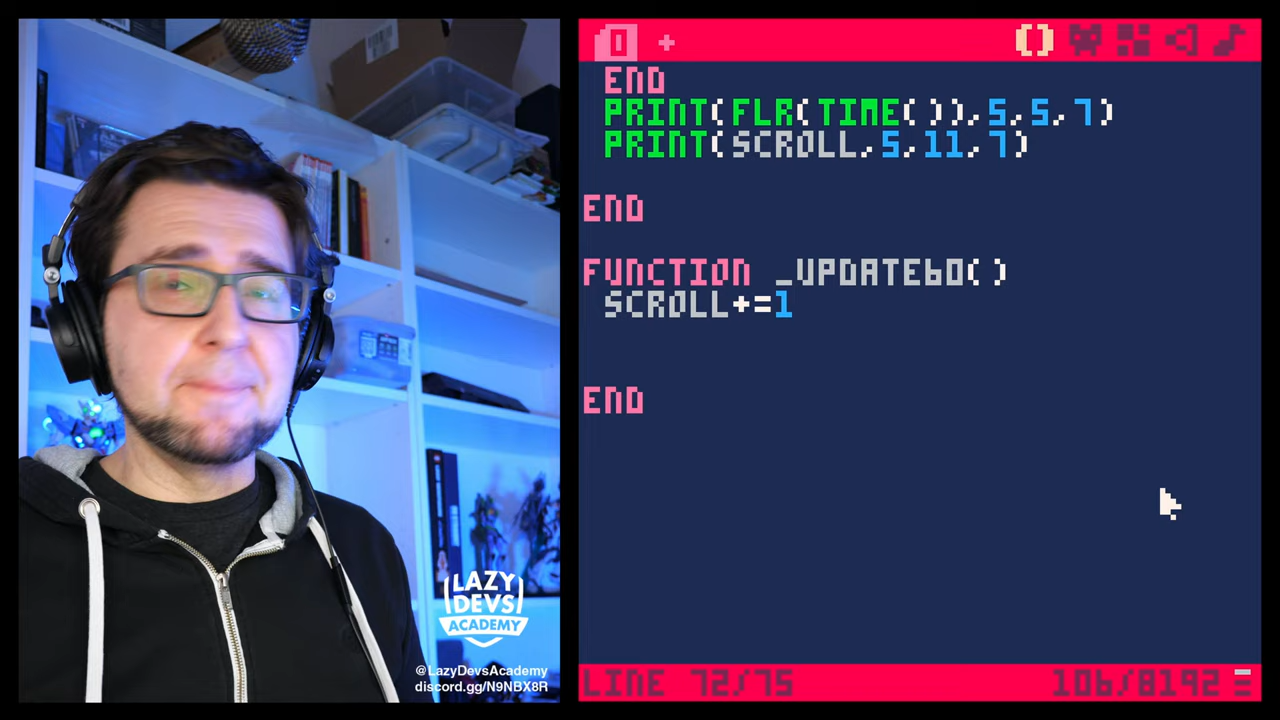 LAZY
DEVS
ACADEMY
@LazyDevsAcademy
discord.gg/N9NBX8R
0 +
END
PRINT(FLR(TIME()),5,5,7)
PRINT(SCROLL,5,11,7)
END
FUNCTION _UPDATE60()
SCROLL+=1
END
LINE 72/75
106/8192